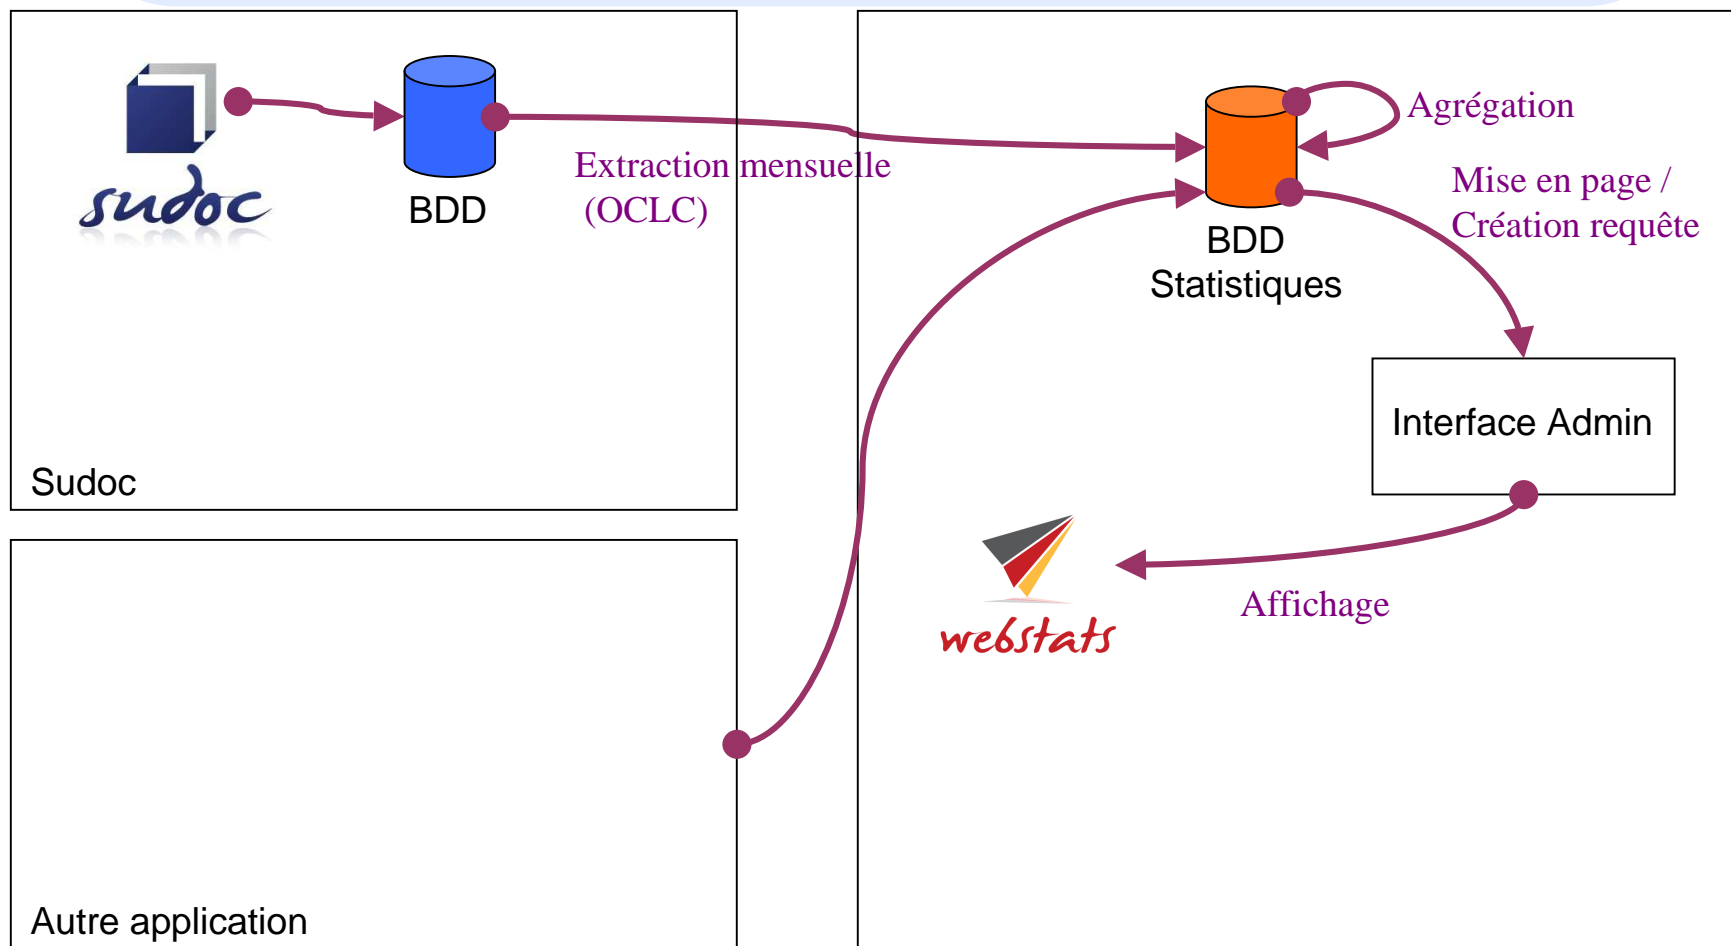 sudoc
BDD
Extraction mensuelle
(OCLC)
Sudoc
Autre application
Agrégation
BDD
Statistiques
Mise en page /
Création requête
Interface Admin
Affichage
webstats